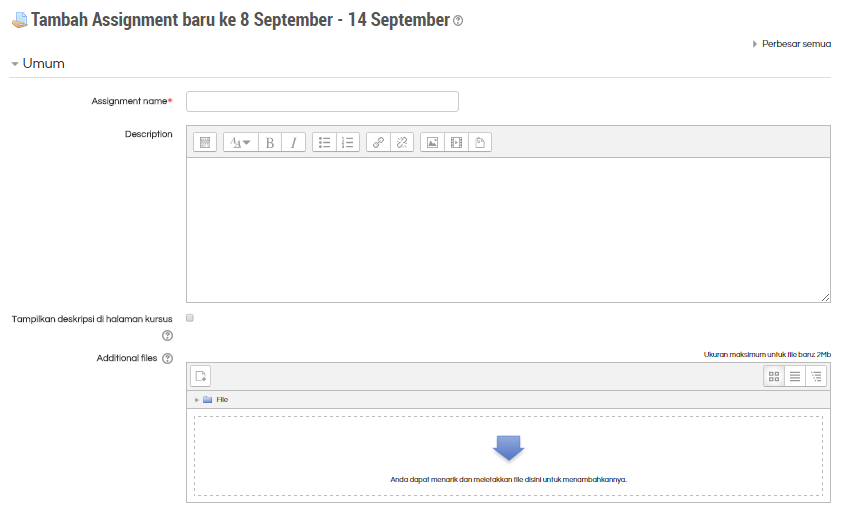 Tambah Assignment baru ke 8 September - 14 September
Perbesar semua
Umum
Assignment name*
Description
Tampilkan deskripsi di halaman kursus
Additional files
Ukuran maksimum untuk file baru: 2Mb
File
Anda dapat menarik dan meletakkan file disini untuk menambahkannya.